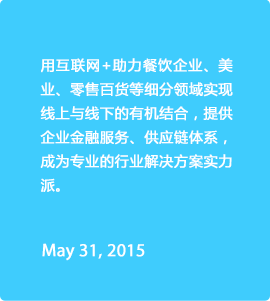 用互联网+助力餐饮企业、美
业、零售百货等细分领域实现
线上与线下的有机结合，提供
企业金融服务、供应链体系，
成为专业的行业解决方案实力
派。
May 31, 2015